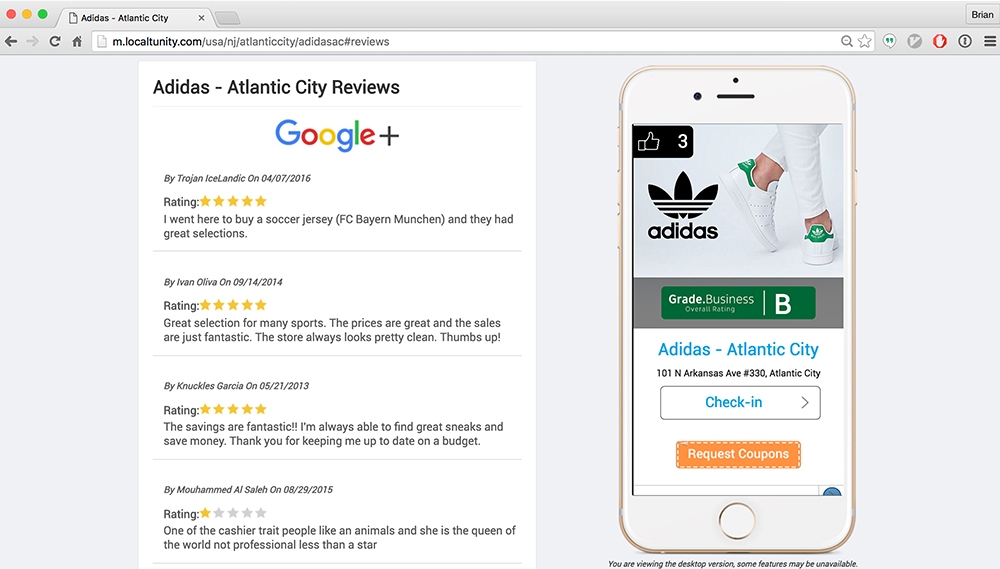 Adidas - Atlantic City
Brian
m.localtunity.com/usa/nj/atlanticcity/adidasac#reviews
Adidas - Atlantic City Reviews
Google+
By Trojan IceLandic On 04/07/2016
Rating:
I went here to buy a soccer jersey (FC Bayern Munchen) and they had
great selections.
By Ivan Oliva On 09/14/2014
Rating:
Great selection for many sports. The prices are great and the sales
are just fantastic. The store always looks pretty clean. Thumbs up!
By Knuckles Garcia On 05/21/2013
Rating:
The savings are fantastic!! I'm always able to find great sneaks and
save money. Thank you for keeping me up to date on a budget.
By Mouhammed Al Saleh On 08/29/2015
Rating:
One of the cashier trait people like an animals and she is the queen of
the world not professional less than a star
3
adidas
Grade.Business
Overall Rating
B
Adidas - Atlantic City
101 N Arkansas Ave #330, Atlantic City
Check-in
Request Coupons
You are viewing the desktop version, some features may be unavailable.